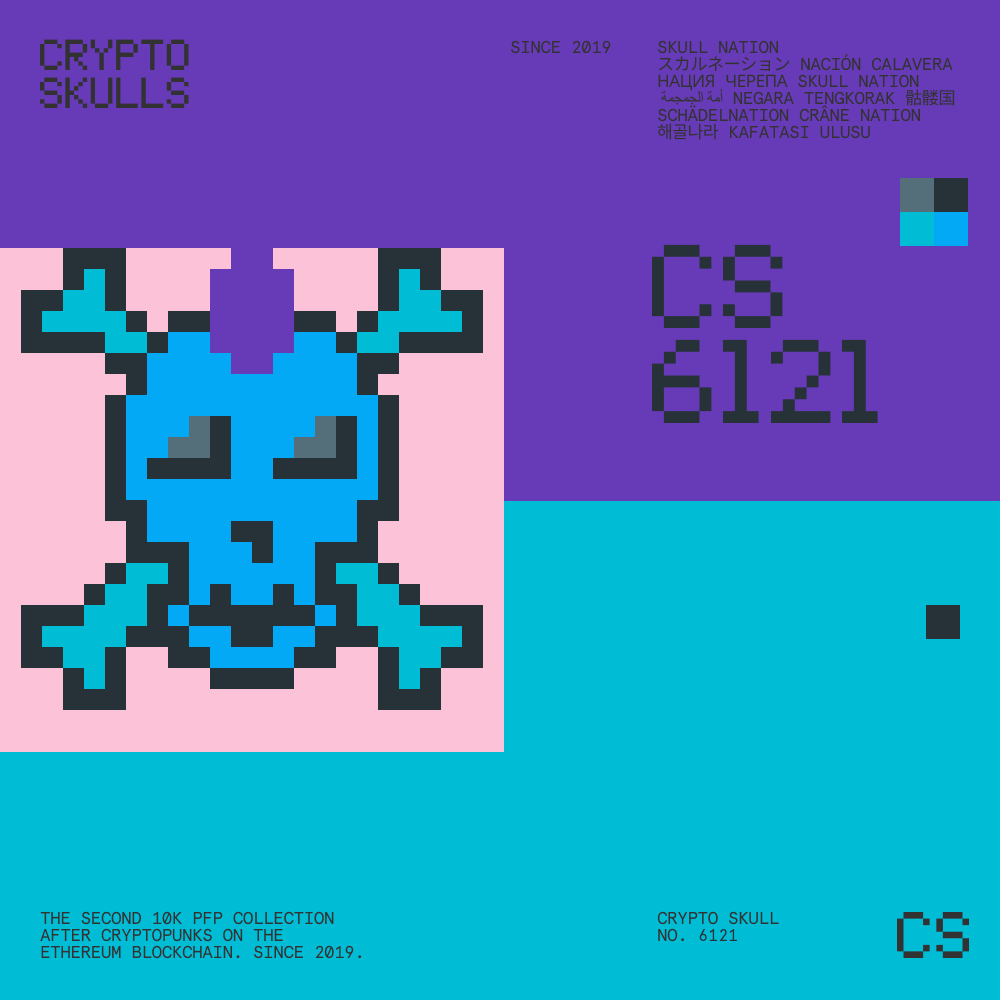 CRYPTO
SKULLS
SINCE 2019
SKULL NATION
スカルネーション NACIÓN CALAVERA
НАЦИЯ ЧЕРЕПА SKULL NATION
أمة الجمجمة NEGARA TENGKORAK 骷髅国
SCHÄDELNATION CRÂNE NATION
해골나라 KAFATASI ULUSU
CS
6121
THE SECOND 10K PFP COLLECTION
AFTER CRYPTOPUNKS ON THE
ETHEREUM BLOCKCHAIN. SINCE 2019.
CRYPTO SKULL
NO. 6121
CS